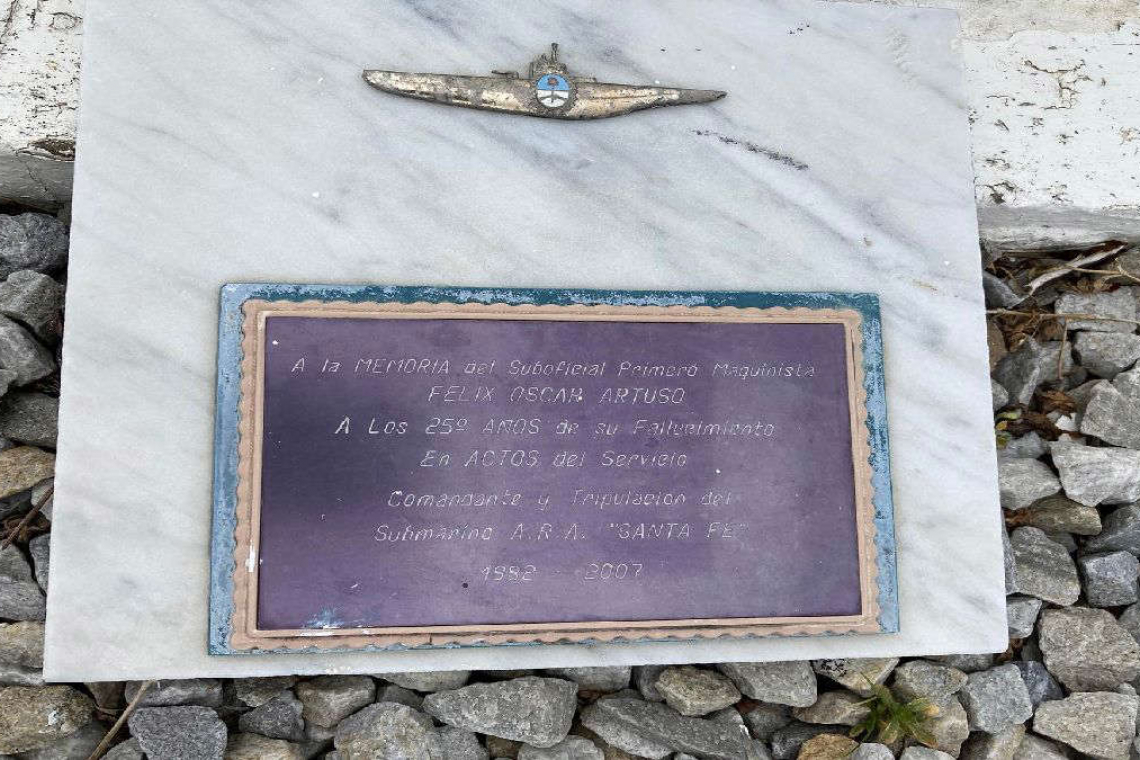 A la MEMORIA del Suboficial Primero Maquinista
FELIX OSCAR ARTUSO
A Los 25º AÑOS de su Fallecimiento
En ACTOS del Servicio
Comandante y Tripulacion del
Submarino A.R.A. "SANTA FE"
1982 - 2007